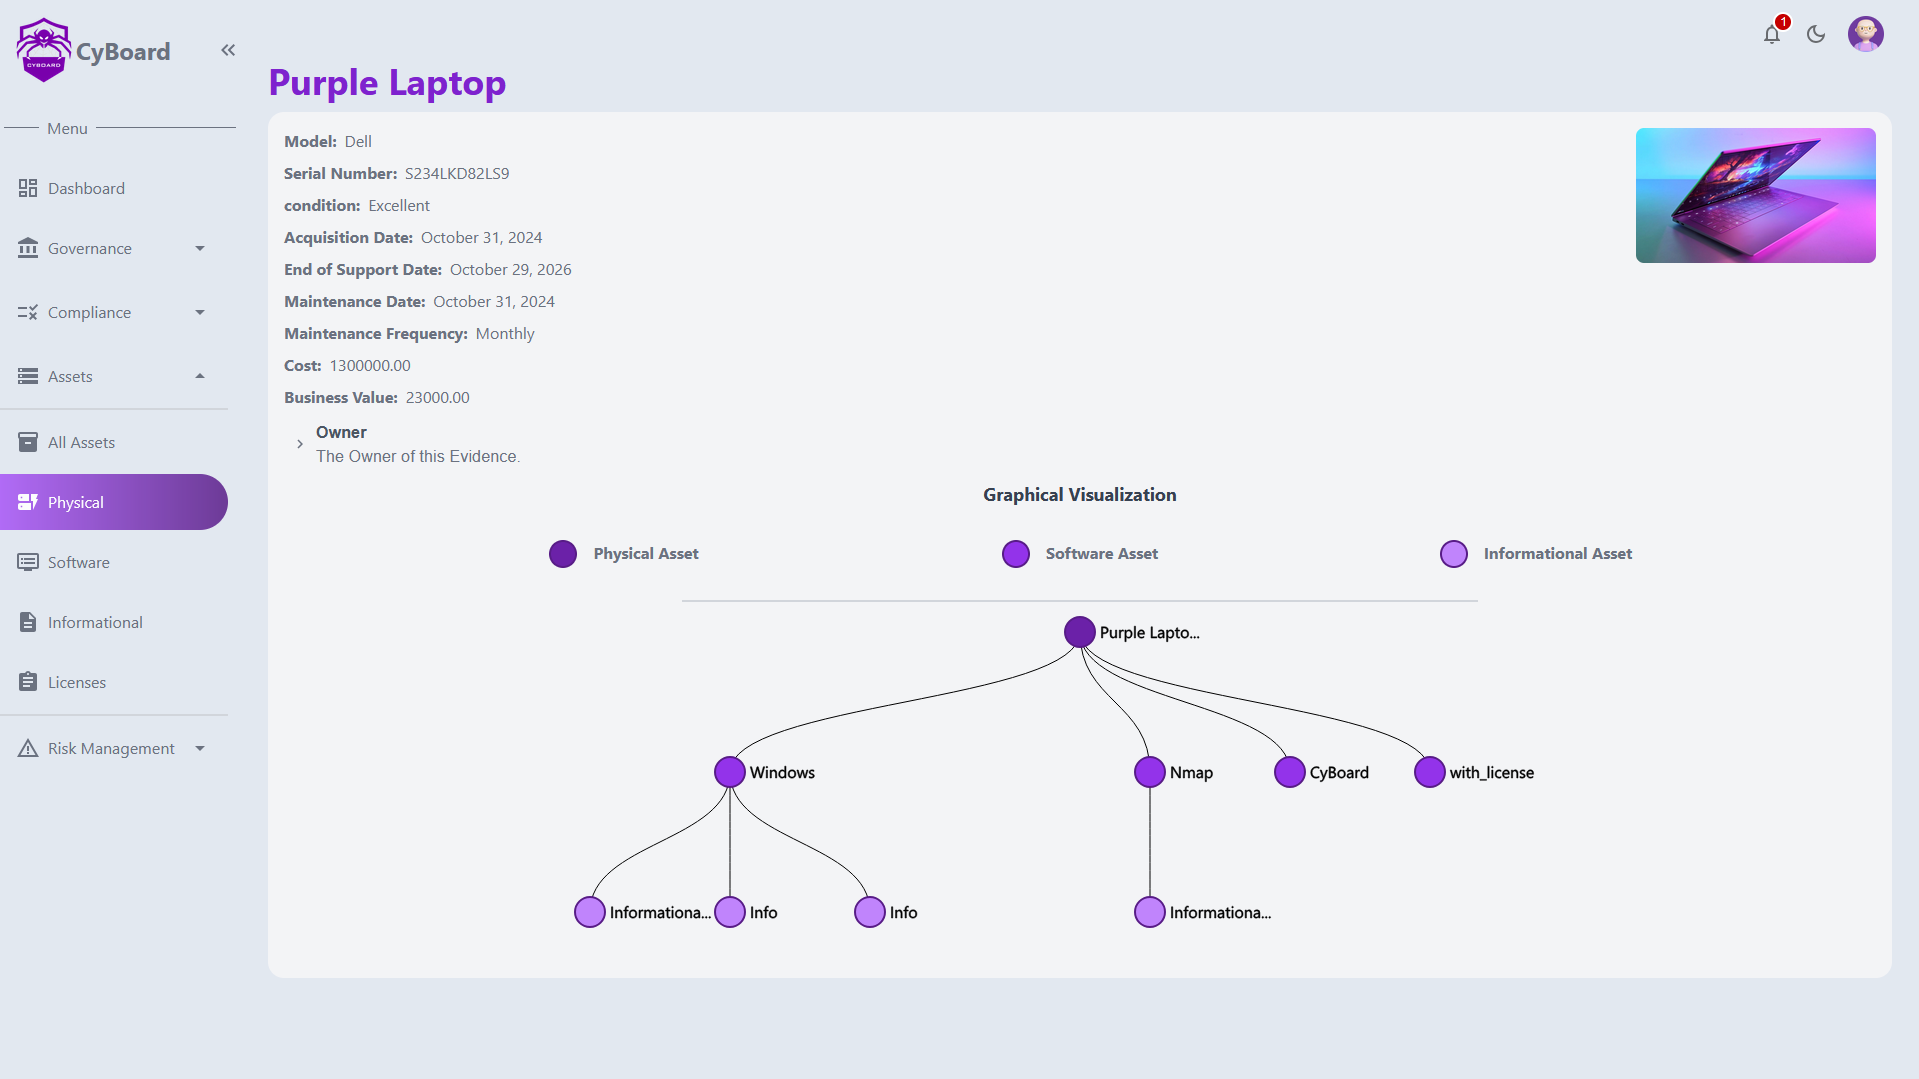 CYBOARD
CyBoard
1
Menu
Dashboard
Governance
Compliance
Assets
All Assets
Physical
Software
Informational
Licenses
Risk Management
Purple Laptop
Model: Dell
Serial Number: S234LKD82LS9
condition: Excellent
Acquisition Date: October 31, 2024
End of Support Date: October 29, 2026
Maintenance Date: October 31, 2024
Maintenance Frequency: Monthly
Cost: 1300000.00
Business Value: 23000.00
Owner
The Owner of this Evidence.
Graphical Visualization
Physical Asset Software Asset Informational Asset
Purple Lapto...
Windows Nmap CyBoard with_license
Informationa... Info Info Informationa...